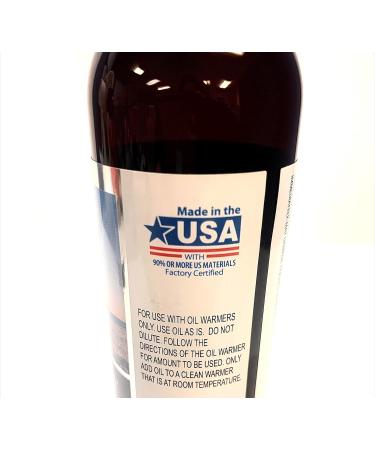 Made in the
USA
WITH
90% OR MORE US MATERIALS
Factory Certified
FOR USE WITH OIL WARMERS
ONLY. USE OIL AS IS. DO NOT
DILUTE. FOLLOW THE
DIRECTIONS OF THE OIL WARMER
FOR AMOUNT TO BE USED. ONLY
ADD OIL TO A CLEAN WARMER
THAT IS AT ROOM TEMPERATURE.